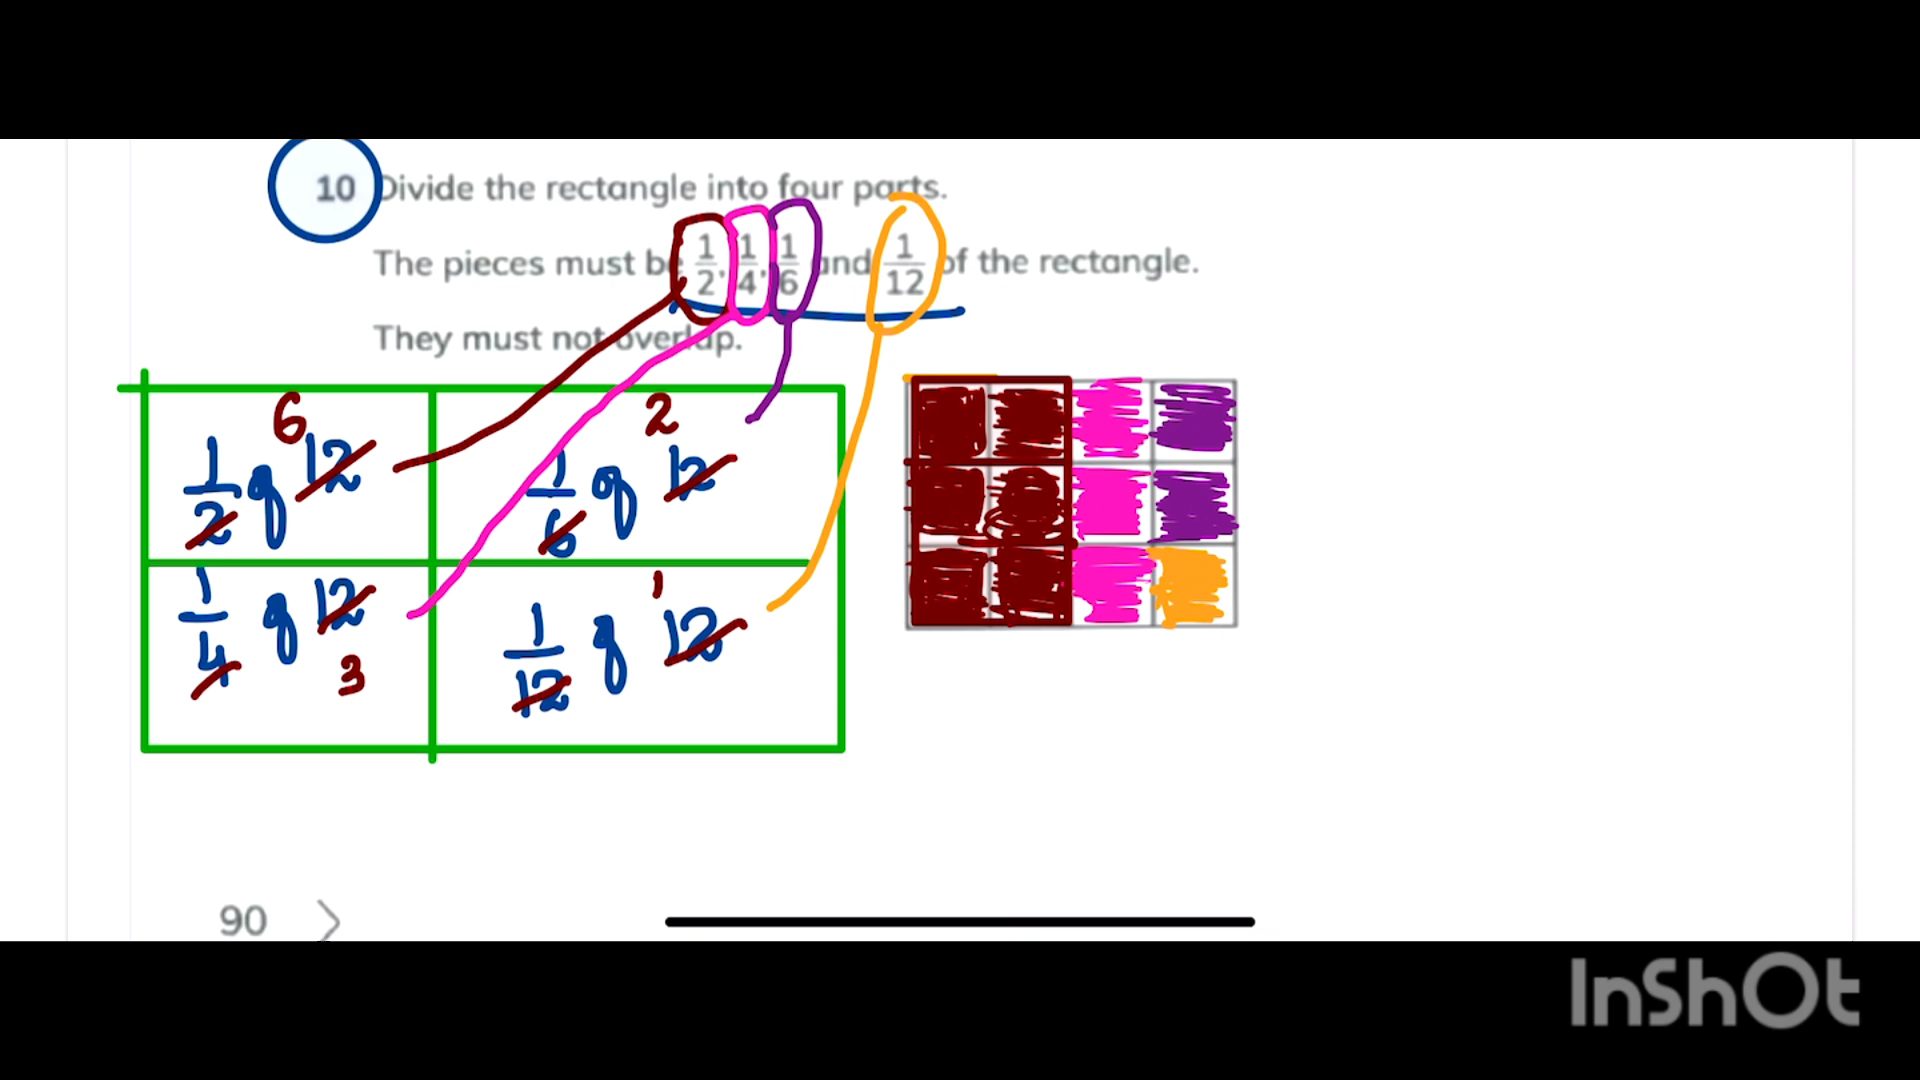 10 Divide the rectangle into four parts.
The pieces must be 1/2, 1/4, 1/6 and 1/12 of the rectangle.
They must not overlap.
6 2
1/2 of 12 1/6 of 12
1/4 of 12 1/12 of 12
3 1
90
InShOt